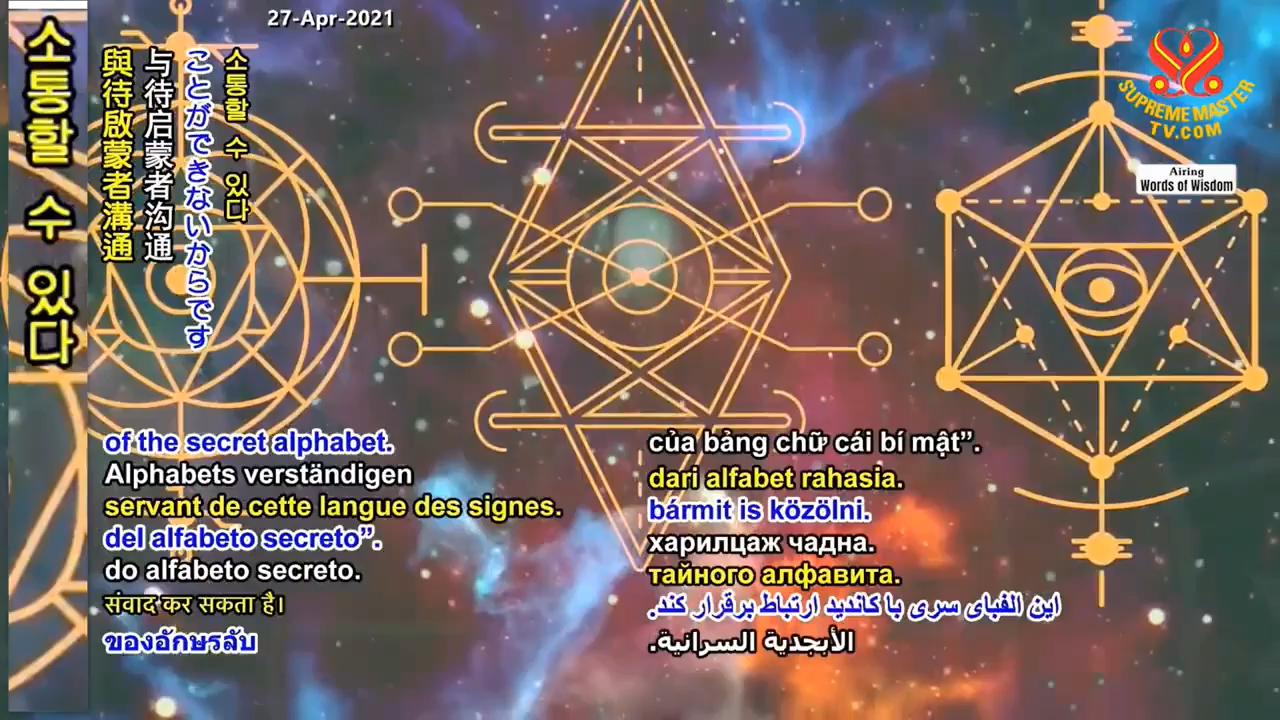 27-Apr-2021
소통할 수 있다
與待啟蒙者溝通
与待启蒙者沟通
ことができないからです
소통할 수 있다
SUPREME MASTER
TV.COM
Airing
Words of Wisdom
of the secret alphabet.
Alphabets verständigen
servant de cette langue des signes.
del alfabeto secreto”.
do alfabeto secreto.
संवाद कर सकता है।
ของอักษรลับ
của bảng chữ cái bí mật”.
dari alfabet rahasia.
bármit is közölni.
харилцаж чадна.
тайного алфавита.
این الفبای سری با کاندید ارتباط برقرار کند.
الأبجدية السرانية.